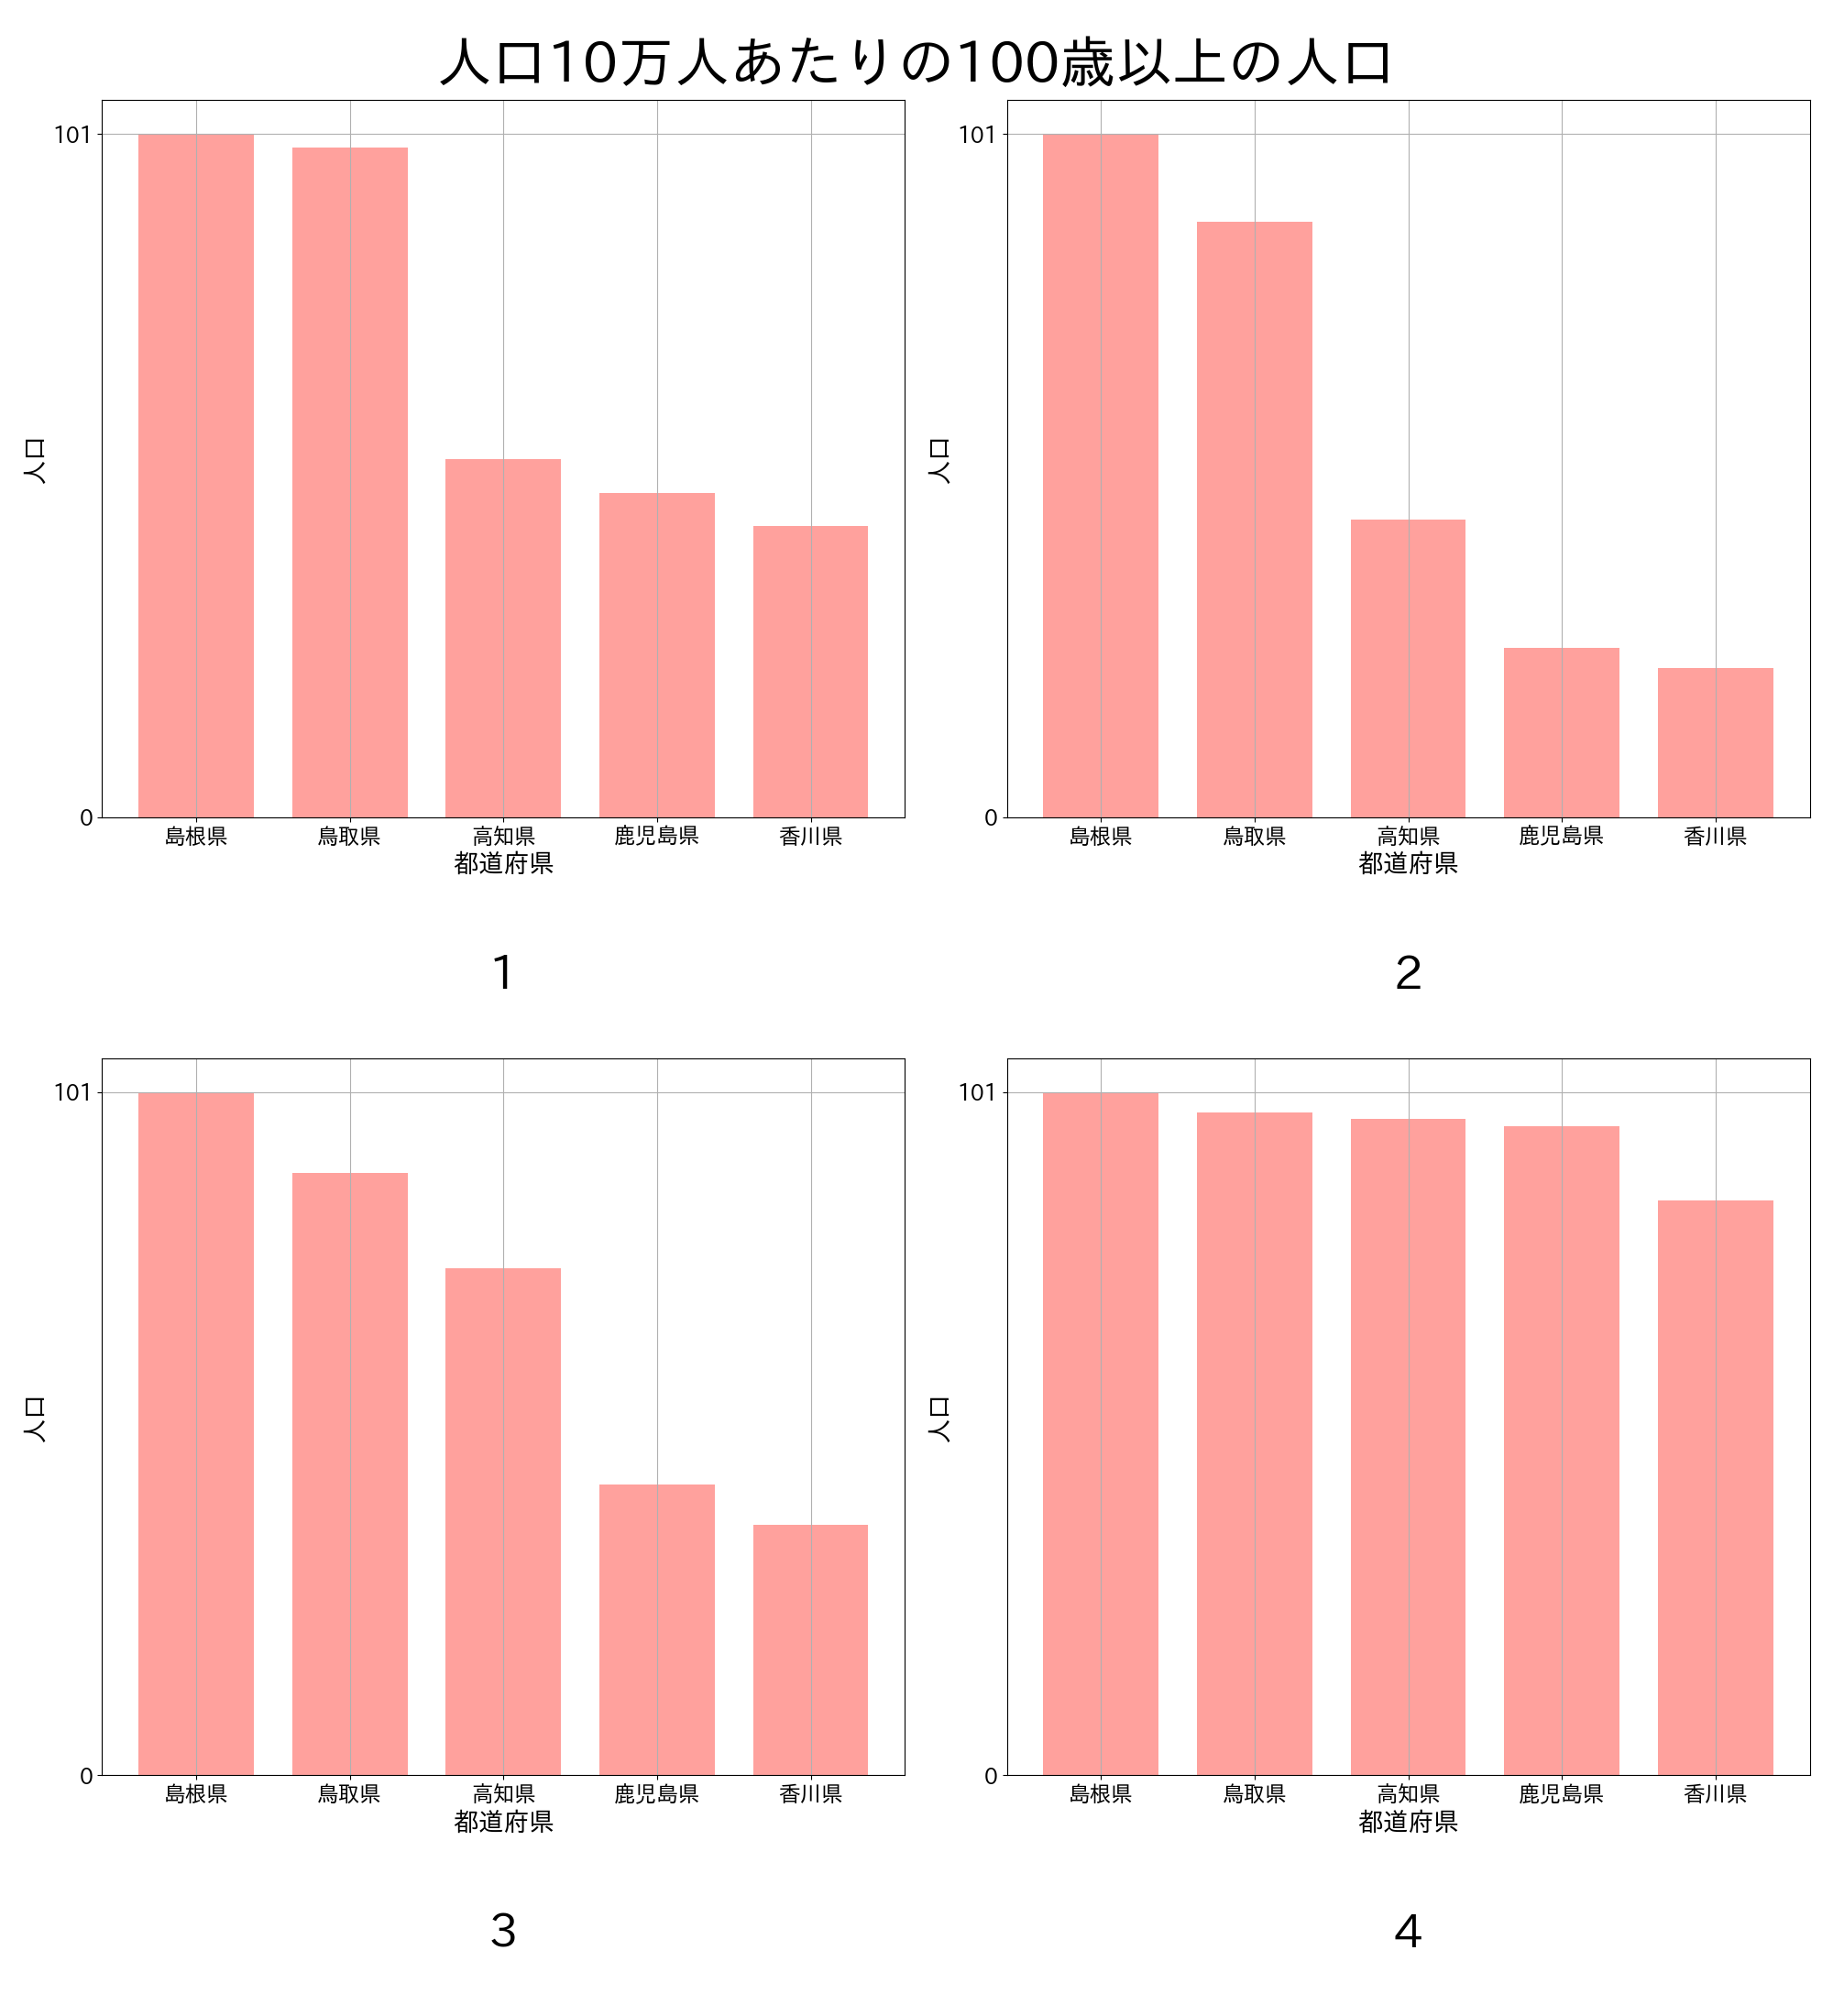 人口10万人あたりの100歳以上の人口
101
人口
0
島根県 鳥取県 高知県 鹿児島県 香川県
都道府県
1
101
人口
0
島根県 鳥取県 高知県 鹿児島県 香川県
都道府県
2
101
人口
0
島根県 鳥取県 高知県 鹿児島県 香川県
都道府県
3
101
人口
0
島根県 鳥取県 高知県 鹿児島県 香川県
都道府県
4